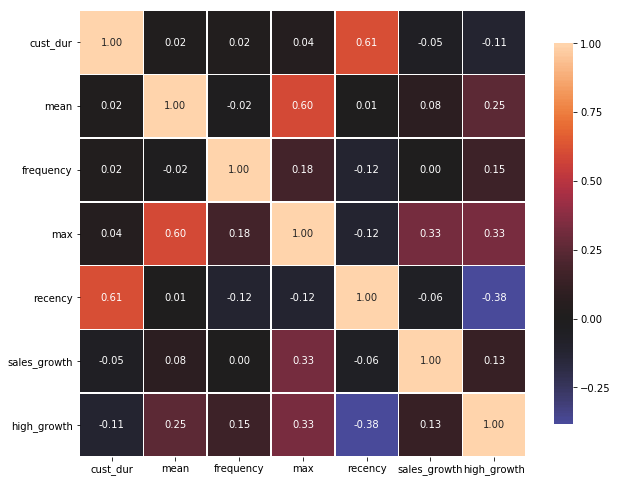 cust_dur 1.00 0.02 0.02 0.04 0.61 -0.05 -0.11
mean 0.02 1.00 -0.02 0.60 0.01 0.08 0.25
frequency 0.02 -0.02 1.00 0.18 -0.12 0.00 0.15
max 0.04 0.60 0.18 1.00 -0.12 0.33 0.33
recency 0.61 0.01 -0.12 -0.12 1.00 -0.06 -0.38
sales_growth -0.05 0.08 0.00 0.33 -0.06 1.00 0.13
high_growth -0.11 0.25 0.15 0.33 -0.38 0.13 1.00
cust_dur mean frequency max recency sales_growth high_growth
1.00
0.75
0.50
0.25
0.00
-0.25